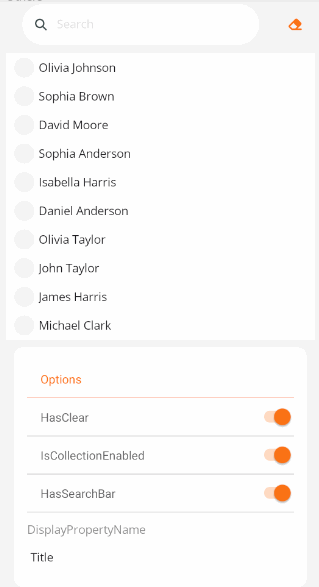 Search
Olivia Johnson
Sophia Brown
David Moore
Sophia Anderson
Isabella Harris
Daniel Anderson
Olivia Taylor
John Taylor
James Harris
Michael Clark
Options
HasClear
IsCollectionEnabled
HasSearchBar
DisplayPropertyName
Title